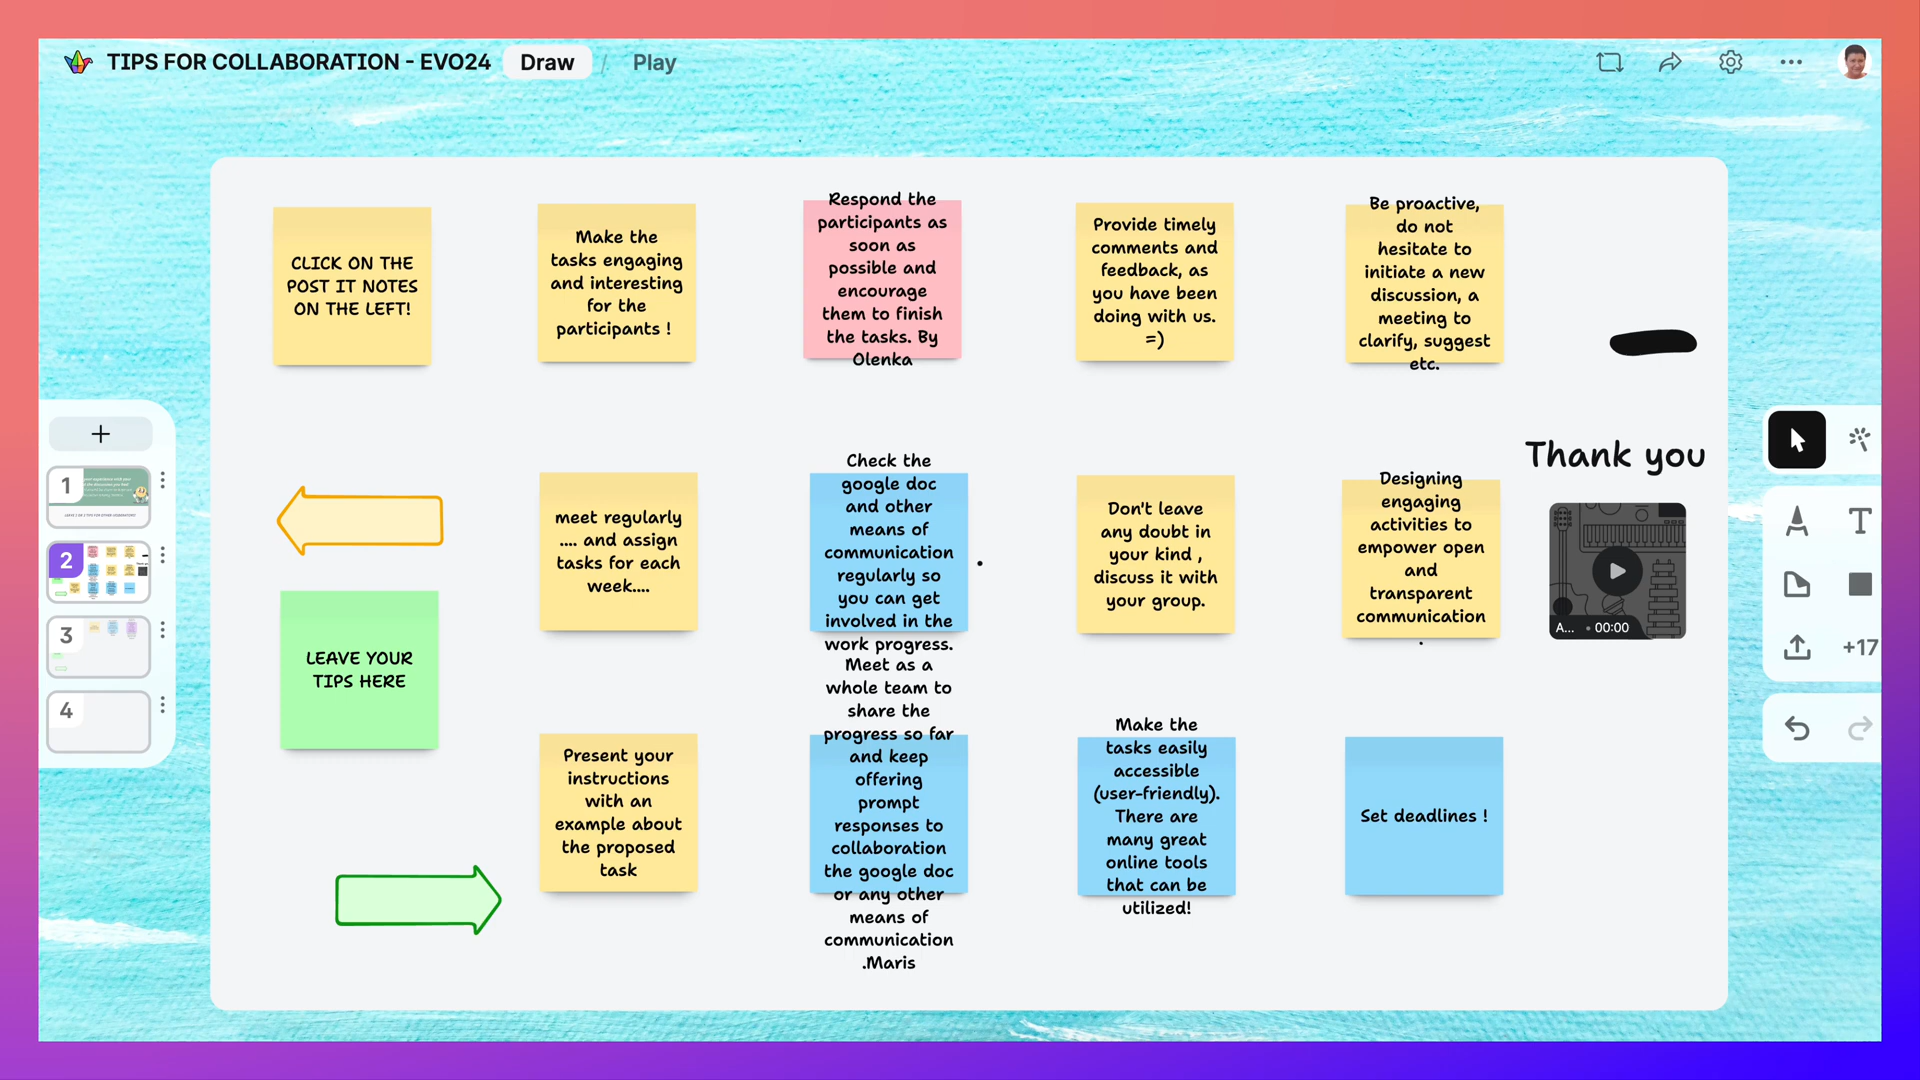 TIPS FOR COLLABORATION - EVO24
Draw
/
Play
CLICK ON THE
POST IT NOTES
ON THE LEFT!
Make the
tasks engaging
and interesting
for the
participants !
Respond the
participants as
soon as
possible and
encourage
them to finish
the tasks. By
Olenka
Provide timely
comments and
feedback, as
you have been
doing with us.
=)
Be proactive,
do not
hesitate to
initiate a new
discussion, a
meeting to
clarify, suggest
etc.
meet regularly
.... and assign
tasks for each
week....
Check the
google doc
and other
means of
communication
regularly so
you can get
involved in the
work progress.
Don't leave
any doubt in
your kind ,
discuss it with
your group.
Designing
engaging
activities to
empower open
and
transparent
communication
.
Thank you
A... • 00:00
LEAVE YOUR
TIPS HERE
Present your
instructions
with an
example about
the proposed
task
Meet as a
whole team to
share the
progress so far
and keep
offering
prompt
responses to
collaboration
the google doc
or any other
means of
communication
.Maris
Make the
tasks easily
accessible
(user-friendly).
There are
many great
online tools
that can be
utilized!
Set deadlines !
1
2
3
4
T
+17